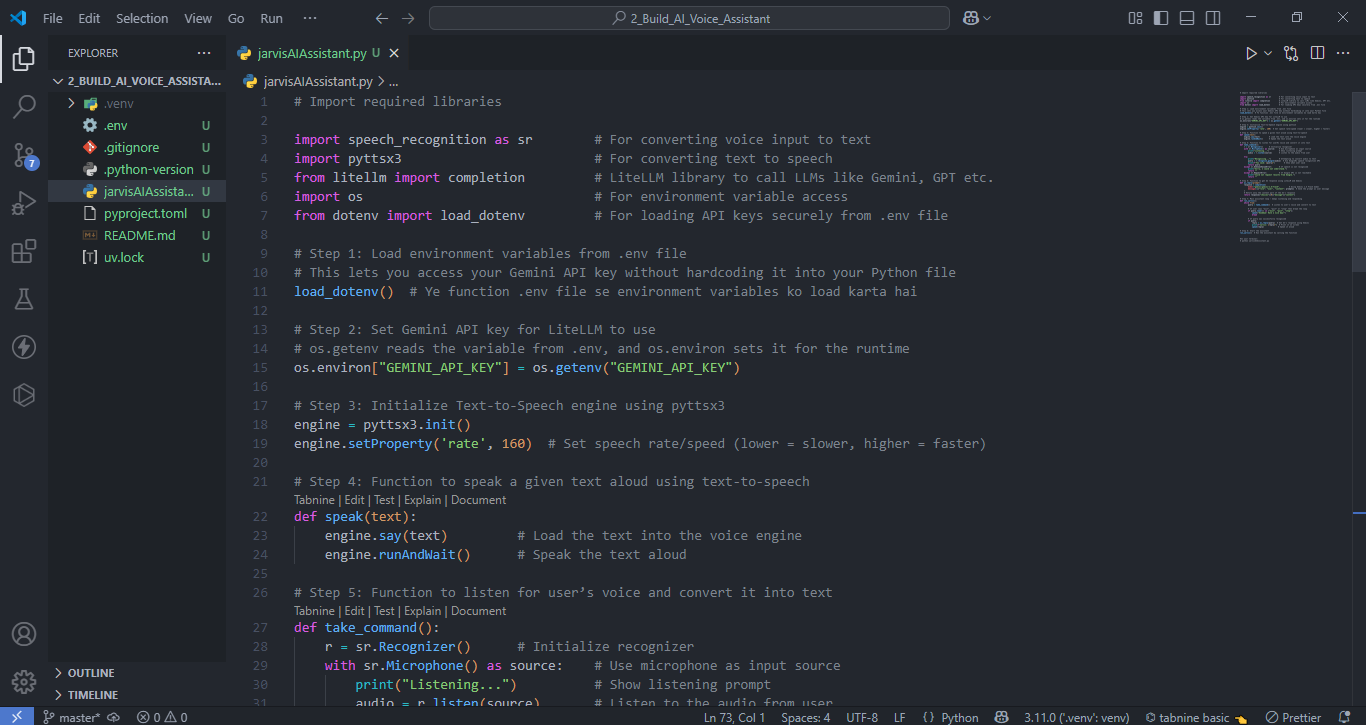 File Edit Selection View Go Run ···
2_Build_AI_Voice_Assistant
EXPLORER
2_BUILD_AI_VOICE_ASSISTA...
.venv
.env U
.gitignore U
.python-version U
jarvisAIAssista... U
pyproject.toml U
README.md U
uv.lock U
7
OUTLINE
TIMELINE
jarvisAIAssistant.py U
jarvisAIAssistant.py > ...
1 # Import required libraries
2
3 import speech_recognition as sr # For converting voice input to text
4 import pyttsx3 # For converting text to speech
5 from litellm import completion # LiteLLM library to call LLMs like Gemini, GPT etc.
6 import os # For environment variable access
7 from dotenv import load_dotenv # For loading API keys securely from .env file
8
9 # Step 1: Load environment variables from .env file
10 # This lets you access your Gemini API key without hardcoding it into your Python file
11 load_dotenv() # Ye function .env file se environment variables ko load karta hai
12
13 # Step 2: Set Gemini API key for LiteLLM to use
14 # os.getenv reads the variable from .env, and os.environ sets it for the runtime
15 os.environ["GEMINI_API_KEY"] = os.getenv("GEMINI_API_KEY")
16
17 # Step 3: Initialize Text-to-Speech engine using pyttsx3
18 engine = pyttsx3.init()
19 engine.setProperty('rate', 160) # Set speech rate/speed (lower = slower, higher = faster)
20
21 # Step 4: Function to speak a given text aloud using text-to-speech
Tabnine | Edit | Test | Explain | Document
22 def speak(text):
23 engine.say(text) # Load the text into the voice engine
24 engine.runAndWait() # Speak the text aloud
25
26 # Step 5: Function to listen for user’s voice and convert it into text
Tabnine | Edit | Test | Explain | Document
27 def take_command():
28 r = sr.Recognizer() # Initialize recognizer
29 with sr.Microphone() as source: # Use microphone as input source
30 print("Listening...") # Show listening prompt
31 audio = r.listen(source) # Listen to the audio from user
master* 0 0 Ln 73, Col 1 Spaces: 4 UTF-8 LF {} Python 3.11.0 ('.venv': venv) tabnine basic Prettier